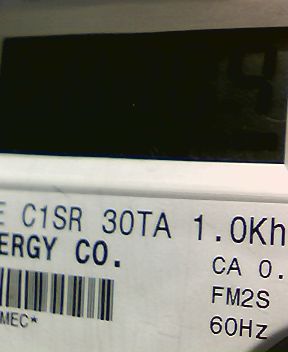 E C1SR 30TA 1.0Kh
ERGY CO.
CA 0.
FM2S
MEC*
60Hz